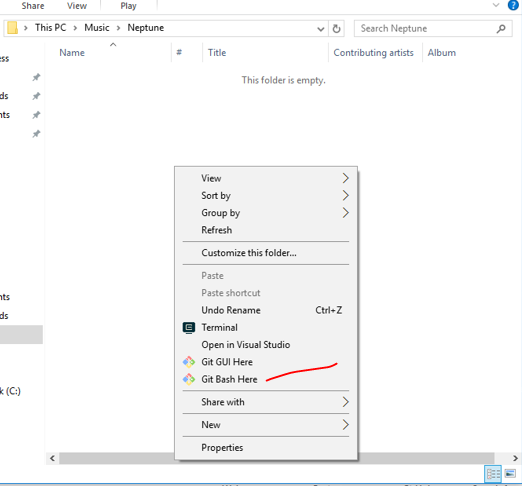 Share View Play
This PC Music Neptune Search Neptune
Name # Title Contributing artists Album
This folder is empty.
ess
ds
nts
View
Sort by
Group by
Refresh
Customize this folder...
Paste
Paste shortcut
Undo Rename Ctrl+Z
Terminal
Open in Visual Studio
Git GUI Here
Git Bash Here
Share with
New
Properties
nts
ds
k (C:)